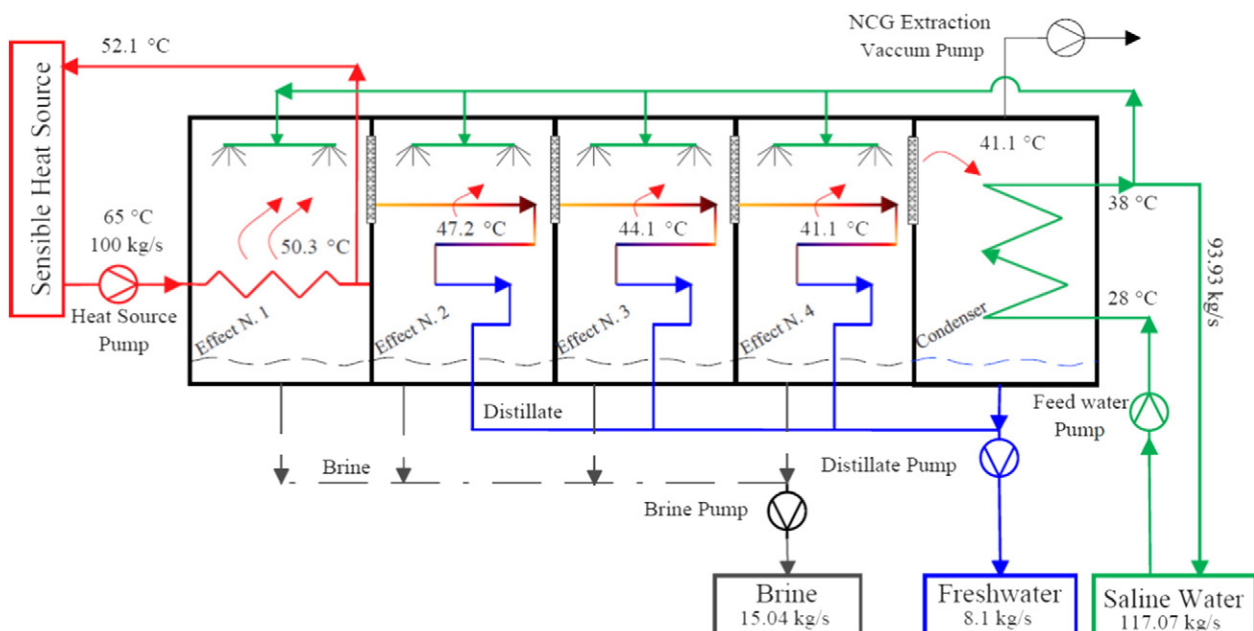 NCG Extraction
Vaccum Pump
52.1 °C
Sensible Heat Source
65 °C
100 kg/s
Heat Source
Pump
50.3 °C
47.2 °C
44.1 °C
41.1 °C
41.1 °C
38 °C
28 °C
93.93 kg/s
Effect N. 1
Effect N. 2
Effect N. 3
Effect N. 4
Condenser
Distillate
Feed water
Pump
Brine
Distillate Pump
Brine Pump
Brine
15.04 kg/s
Freshwater
8.1 kg/s
Saline Water
117.07 kg/s